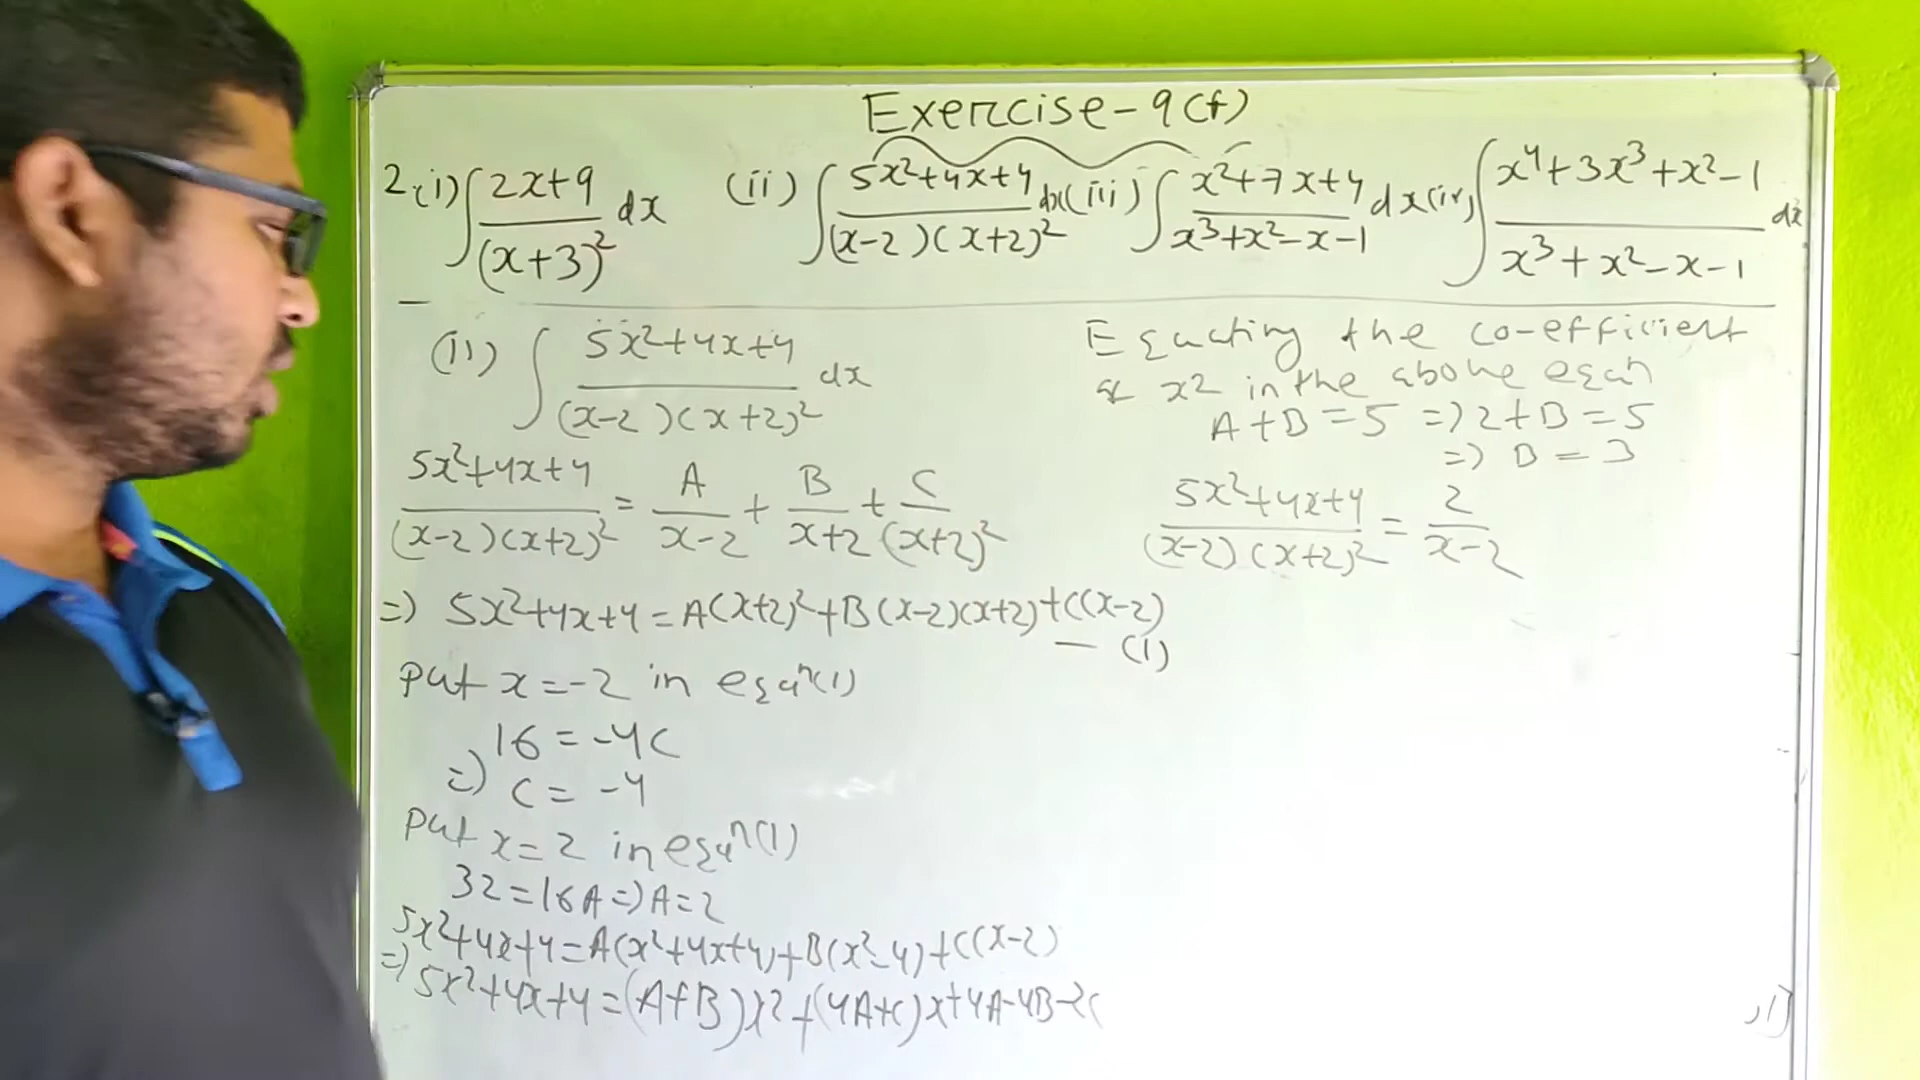 Exercise-9(f)
2.(i) ∫ (2x+9)/(x+3)² dx (ii) ∫ (5x²+4x+4)/((x-2)(x+2)²) dx (iii) ∫ (x²+7x+4)/(x³+x²-x-1) dx (iv) ∫ (x⁴+3x³+x²-1)/(x³+x²-x-1) dx
(ii) ∫ (5x²+4x+4)/((x-2)(x+2)²) dx
(5x²+4x+4)/((x-2)(x+2)²) = A/(x-2) + B/(x+2) + C/(x+2)²
=) 5x²+4x+4 = A(x+2)²+B(x-2)(x+2)+C(x-2)
— (1)
Put x=-2 in eqⁿ(1)
16 = -4C
=) C = -4
Put x=2 in eqⁿ(1)
32=16A=)A=2
5x²+4x+4=A(x²+4x+4)+B(x²-4)+C(x-2)
=) 5x²+4x+4=(A+B)x²+(4A+C)x+4A-4B-2C
Equating the co-efficient
of x² in the above eqⁿ
A+B=5 =) 2+B=5
=) B=3
(5x²+4x+4)/((x-2)(x+2)²) = 2/(x-2)